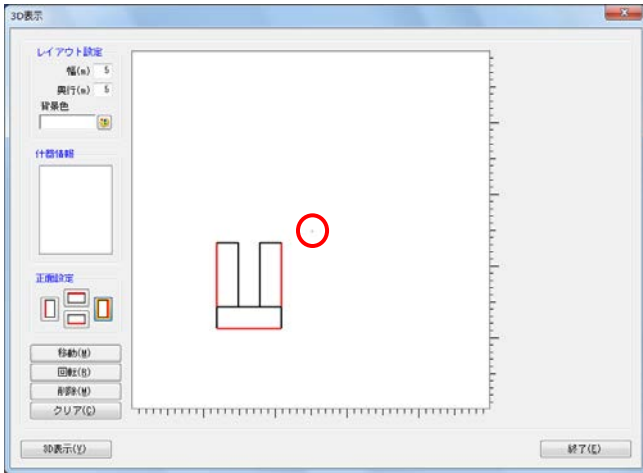 3D表示
レイアウト設定
幅(m) 5
奥行(m) 5
背景色
什器情報
正面設定
移動(M)
回転(R)
削除(M)
クリア(C)
3D表示(Y)
終了(E)